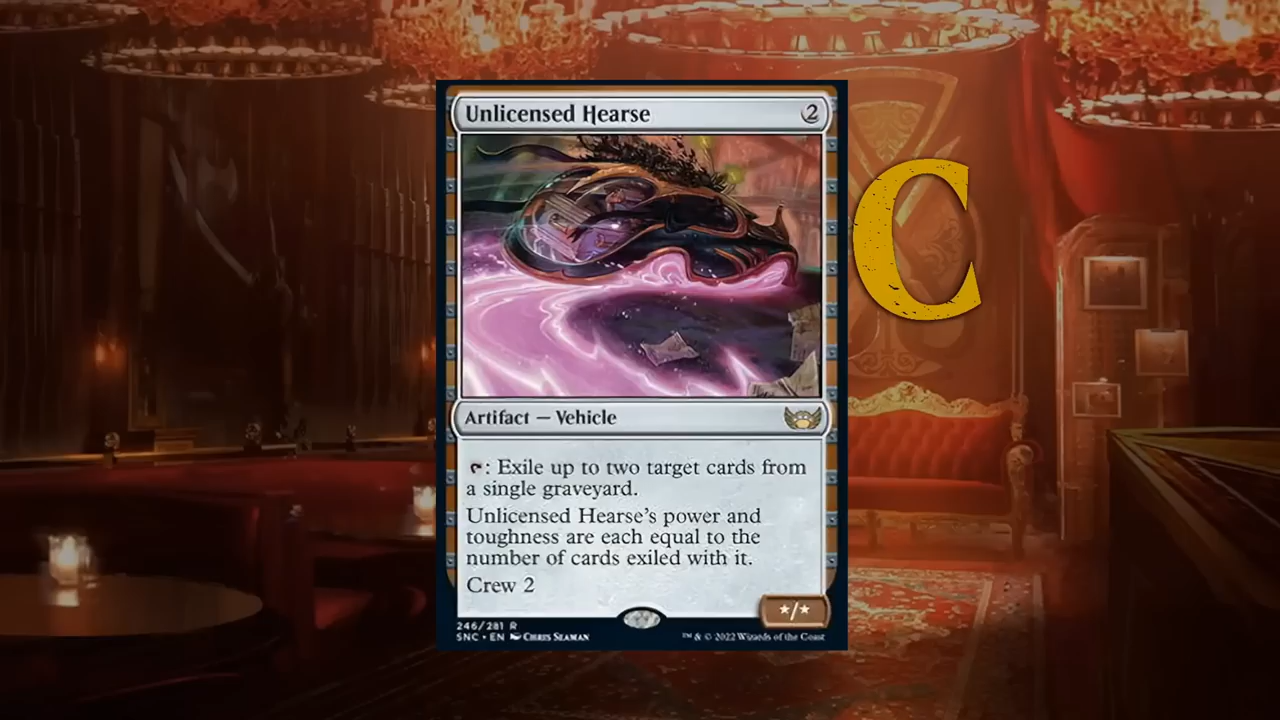 Unlicensed Hearse 2
C
Artifact — Vehicle
: Exile up to two target cards from
a single graveyard.
Unlicensed Hearse's power and
toughness are each equal to the
number of cards exiled with it.
Crew 2
*/*
246/281 R
SNC • EN Chris Seaman
™ & © 2022 Wizards of the Coast